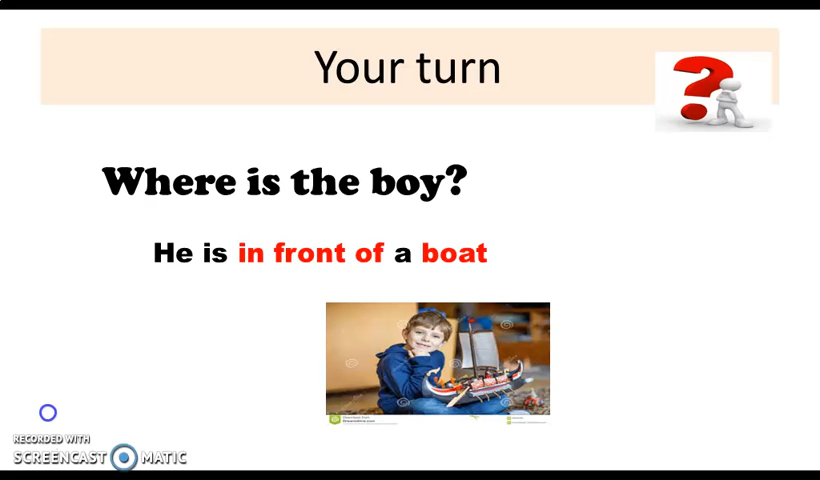 Your turn
Where is the boy?
He is in front of a boat
RECORDED WITH
SCREENCAST MATIC